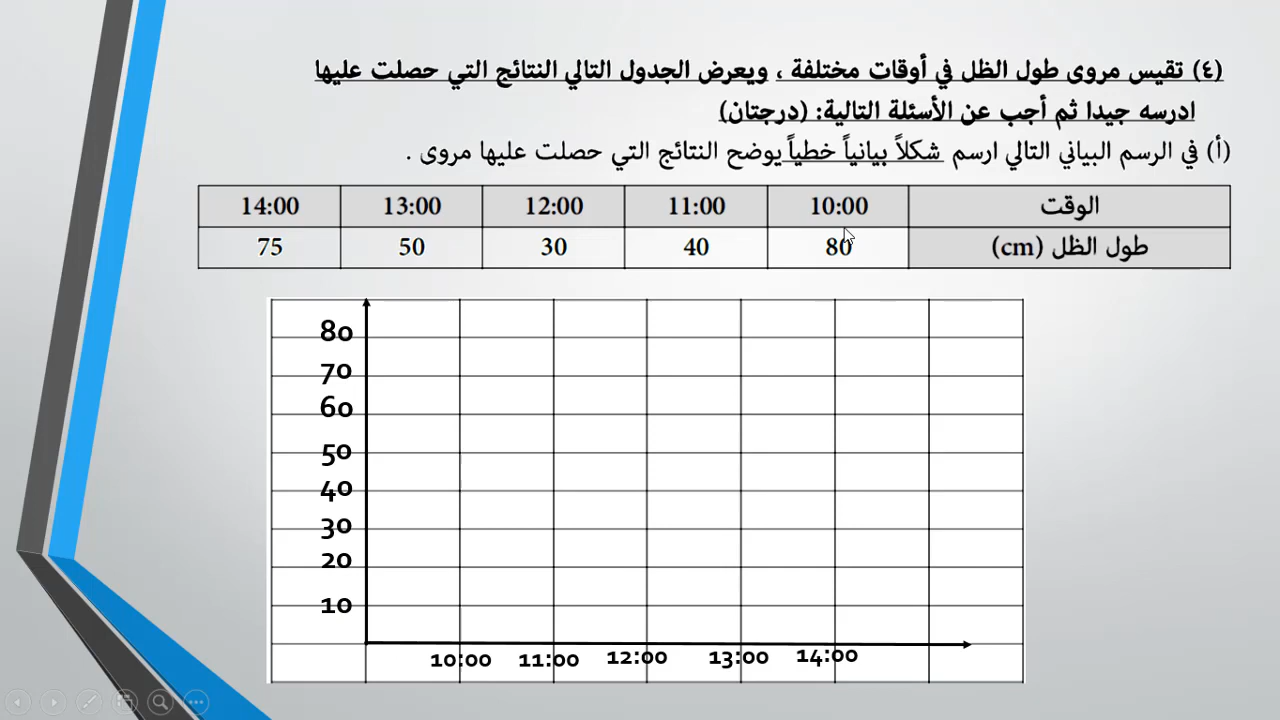 (٤) تقيس مروى طول الظل في أوقات مختلفة ، ويعرض الجدول التالي النتائج التي حصلت عليها
ادرسه جيدا ثم أجب عن الأسئلة التالية: (درجتان)
(أ) في الرسم البياني التالي ارسم شكلاً بيانياً خطياً يوضح النتائج التي حصلت عليها مروى .
الوقت 10:00 11:00 12:00 13:00 14:00
طول الظل (cm) 80 40 30 50 75
80
70
60
50
40
30
20
10
10:00 11:00 12:00 13:00 14:00